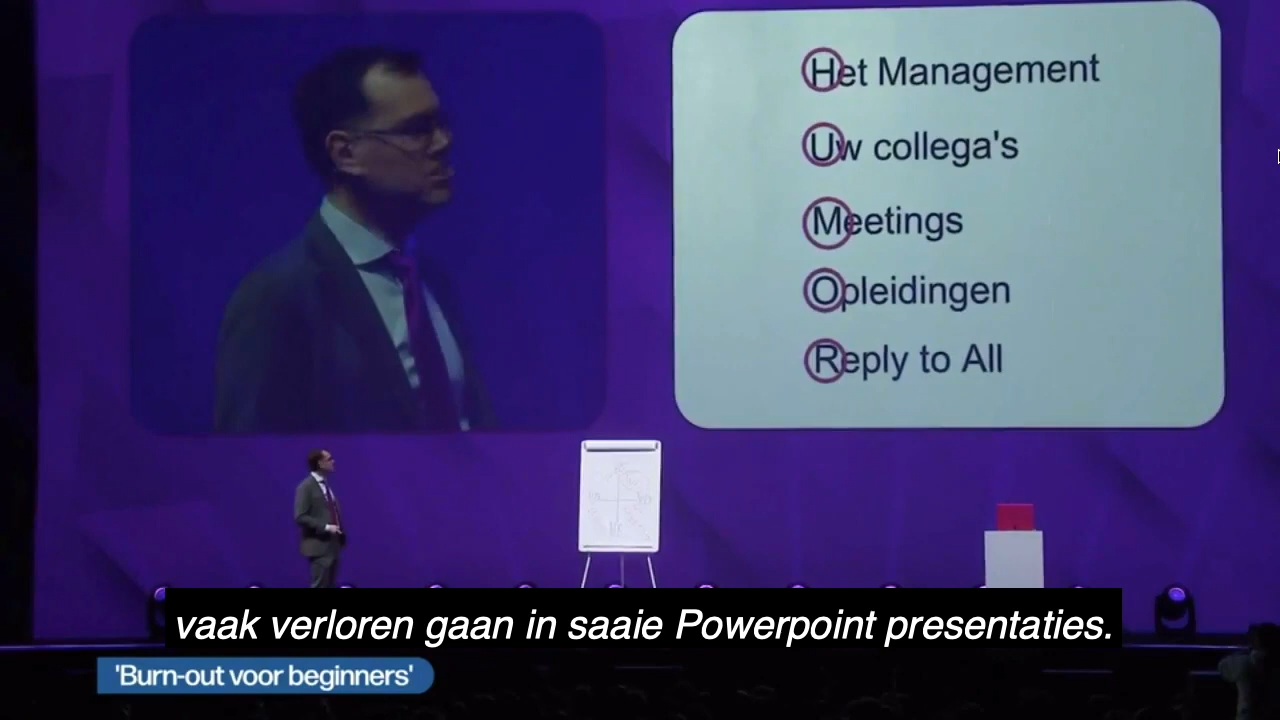 Het Management
Uw collega's
Meetings
Opleidingen
Reply to All
vaak verloren gaan in saaie Powerpoint presentaties.
'Burn-out voor beginners'